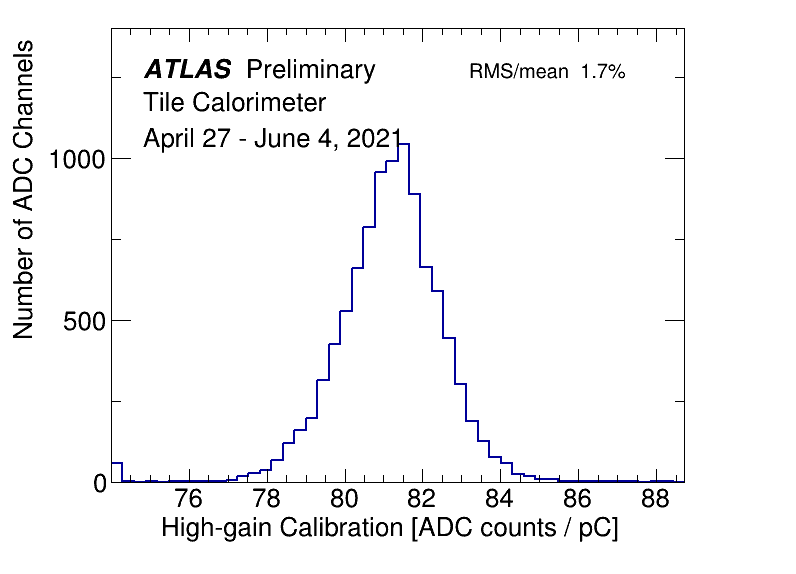 ATLAS Preliminary
RMS/mean 1.7%
Tile Calorimeter
April 27 - June 4, 2021
Number of ADC Channels
1000
500
0
76 78 80 82 84 86 88
High-gain Calibration [ADC counts / pC]